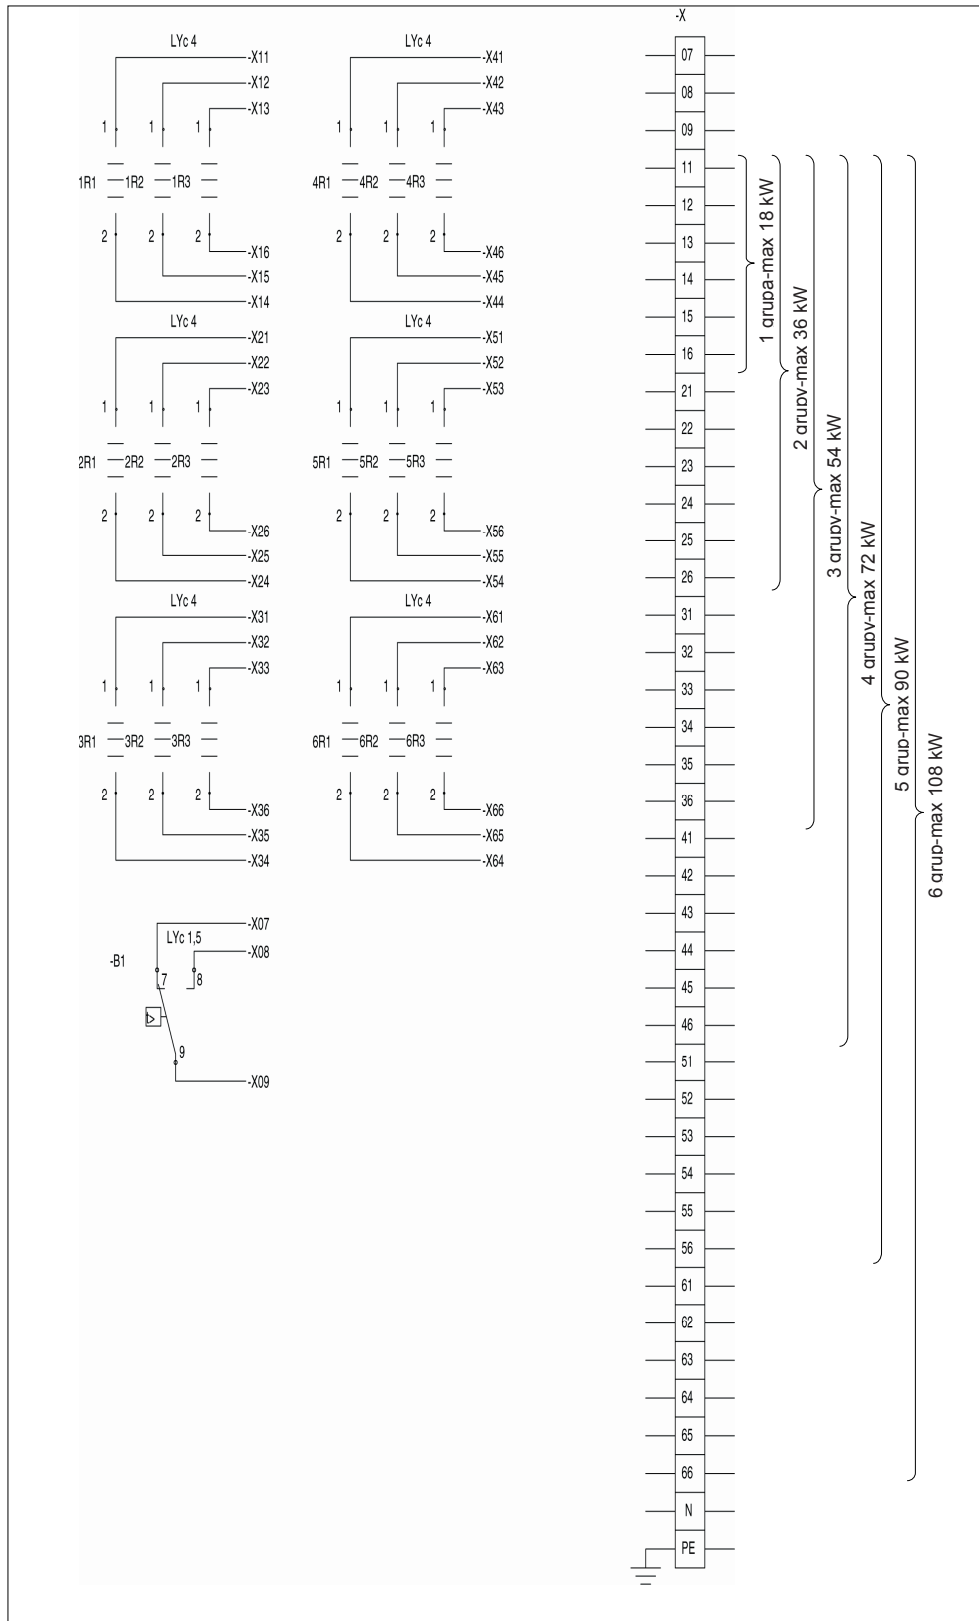 -X
LYc 4
-X11
-X12
-X13
1 1 1
1R1 1R2 1R3
2 2 2
-X16
-X15
-X14
LYc 4
-X21
-X22
-X23
1 1 1
2R1 2R2 2R3
2 2 2
-X26
-X25
-X24
LYc 4
-X31
-X32
-X33
1 1 1
3R1 3R2 3R3
2 2 2
-X36
-X35
-X34
LYc 4
-X41
-X42
-X43
1 1 1
4R1 4R2 4R3
2 2 2
-X46
-X45
-X44
LYc 4
-X51
-X52
-X53
1 1 1
5R1 5R2 5R3
2 2 2
-X56
-X55
-X54
LYc 4
-X61
-X62
-X63
1 1 1
6R1 6R2 6R3
2 2 2
-X66
-X65
-X64
-X07
LYc 1,5
-X08
-B1
7 8
9
-X09
07
08
09
11
12
13
14
15
16
21
22
23
24
25
26
31
32
33
34
35
36
41
42
43
44
45
46
51
52
53
54
55
56
61
62
63
64
65
66
N
PE
1 grupa-max 18 kW
2 grupy-max 36 kW
3 grupy-max 54 kW
4 grupy-max 72 kW
5 grup-max 90 kW
6 grup-max 108 kW